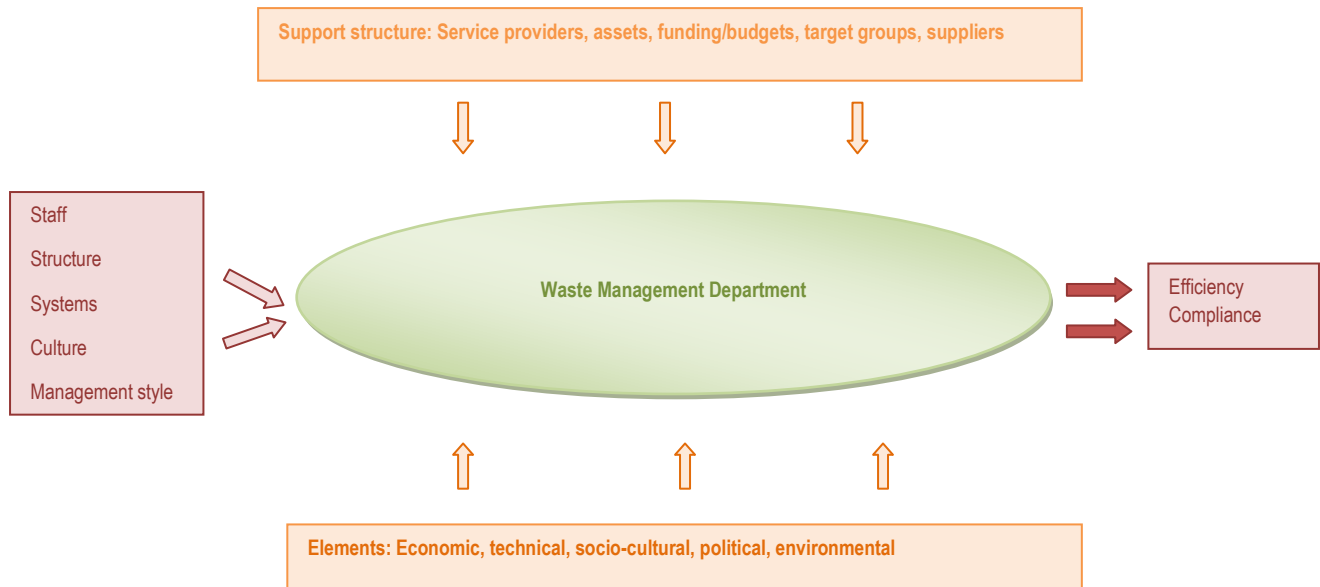 Support structure: Service providers, assets, funding/budgets, target groups, suppliers
Staff
Structure
Systems
Culture
Management style
Waste Management Department
Efficiency
Compliance
Elements: Economic, technical, socio-cultural, political, environmental